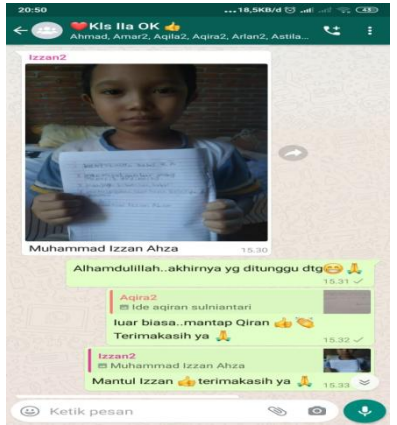 20:50
...18,5KB/d
43
❤️Kls IIa OK 👍
Ahmad, Amar2, Aqila2, Aqira2, Arlan2, Astila...
Izzan2
Muhammad Izzan Ahza
15.30
Alhamdulillah..akhirnya yg ditunggu dtg😁🙏
15.31
Aqira2
Ide aqiran sulniantari
luar biasa..mantap Qiran 👍👏
Terimakasih ya 🙏
15.32
Izzan2
Muhammad Izzan Ahza
Mantul Izzan 👍terimakasih ya 🙏
15.33
Ketik pesan